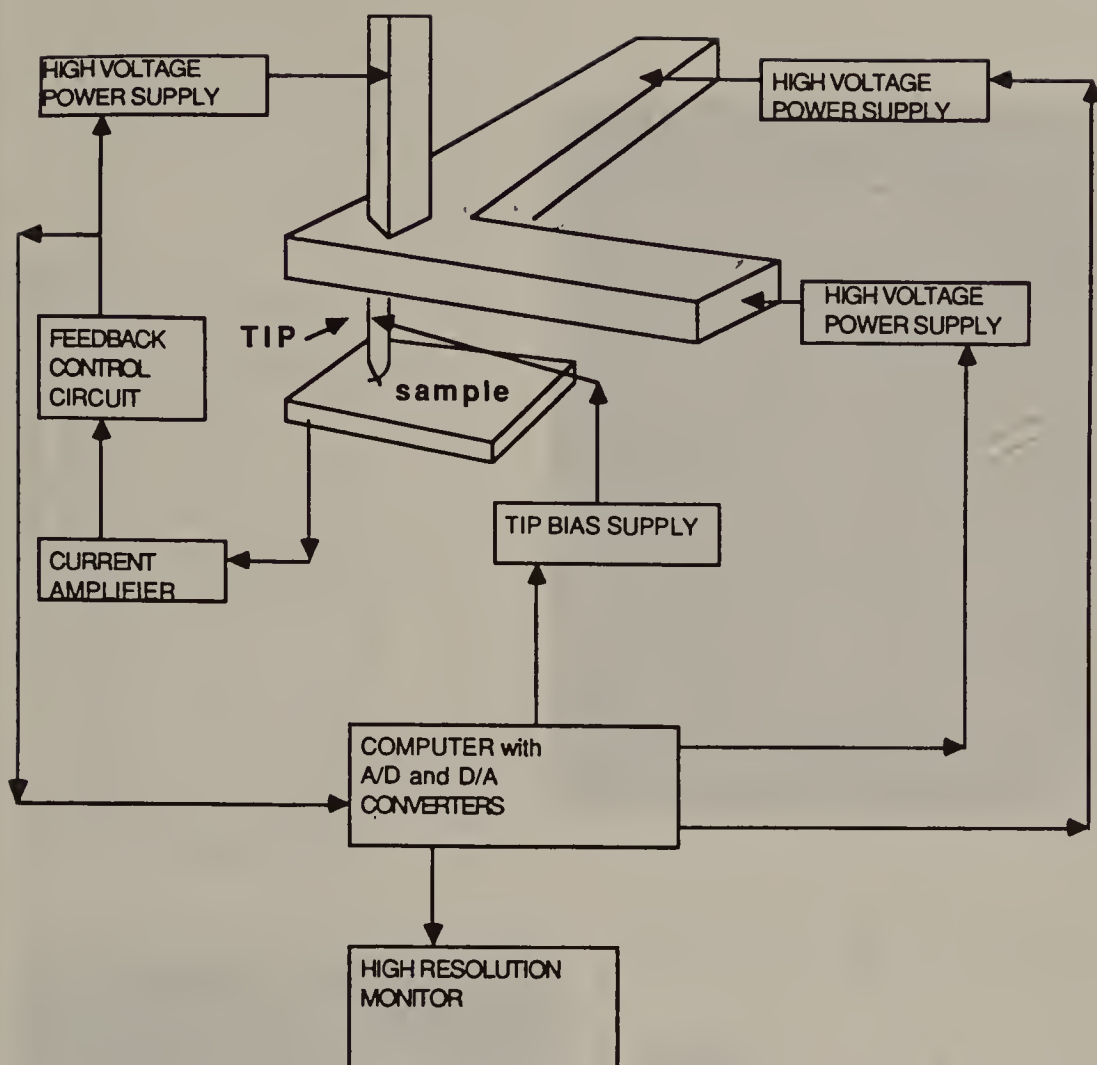 HIGH VOLTAGE
POWER SUPPLY
HIGH VOLTAGE
POWER SUPPLY
HIGH VOLTAGE
POWER SUPPLY
FEEDBACK
CONTROL
CIRCUIT
TIP
sample
TIP BIAS SUPPLY
CURRENT
AMPLIFIER
COMPUTER with
A/D and D/A
CONVERTERS
HIGH RESOLUTION
MONITOR